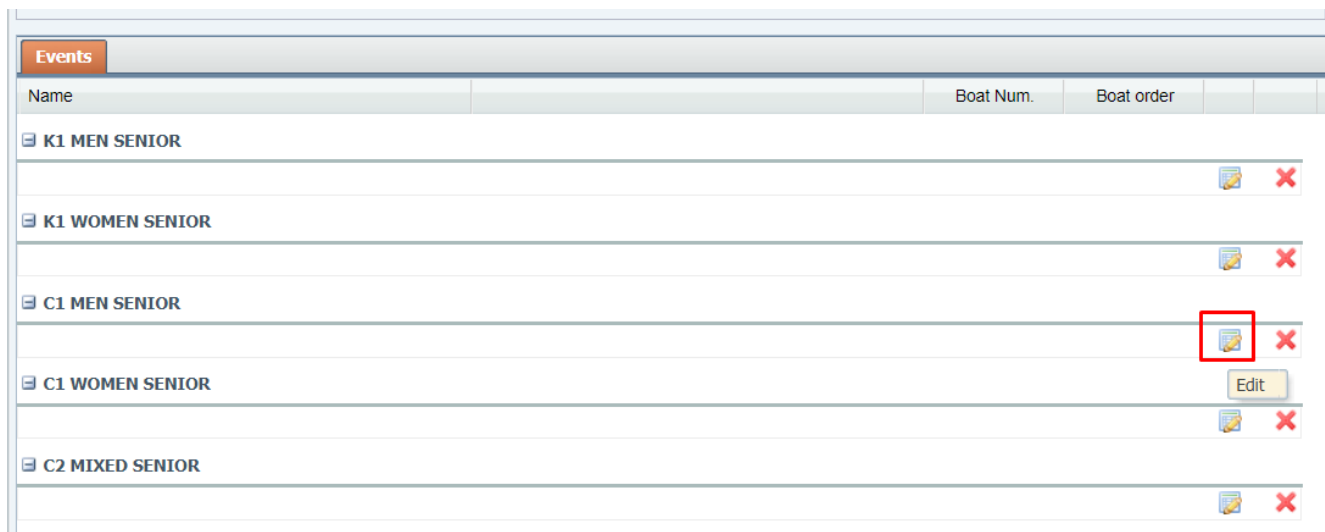 Events
Name Boat Num. Boat order
K1 MEN SENIOR
K1 WOMEN SENIOR
C1 MEN SENIOR
C1 WOMEN SENIOR
Edit
C2 MIXED SENIOR